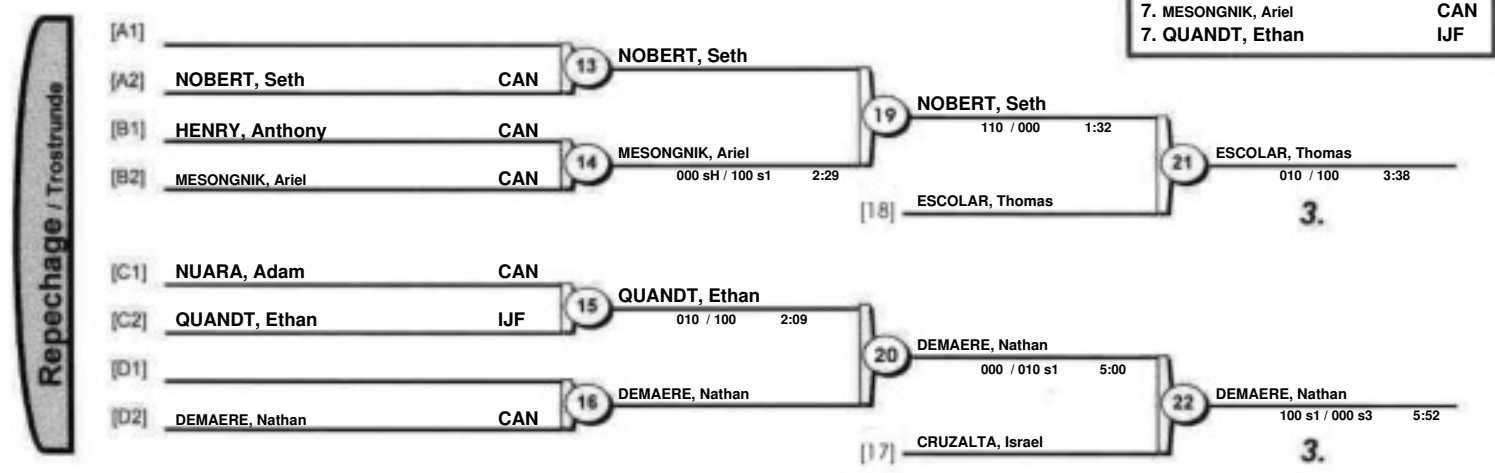 7. MESONGNIK, Ariel CAN
7. QUANDT, Ethan IJF
Repechage / Trostrunde
[A1]
[A2] NOBERT, Seth CAN
13 NOBERT, Seth
[B1] HENRY, Anthony CAN
[B2] MESONGNIK, Ariel CAN
14 MESONGNIK, Ariel
000 sH / 100 s1 2:29
19 NOBERT, Seth
110 / 000 1:32
[18] ESCOLAR, Thomas
21 ESCOLAR, Thomas
010 / 100 3:38
3.
[C1] NUARA, Adam CAN
[C2] QUANDT, Ethan IJF
15 QUANDT, Ethan
010 / 100 2:09
[D1]
[D2] DEMAERE, Nathan CAN
16 DEMAERE, Nathan
20 DEMAERE, Nathan
000 / 010 s1 5:00
[17] CRUZALTA, Israel
22 DEMAERE, Nathan
100 s1 / 000 s3 5:52
3.